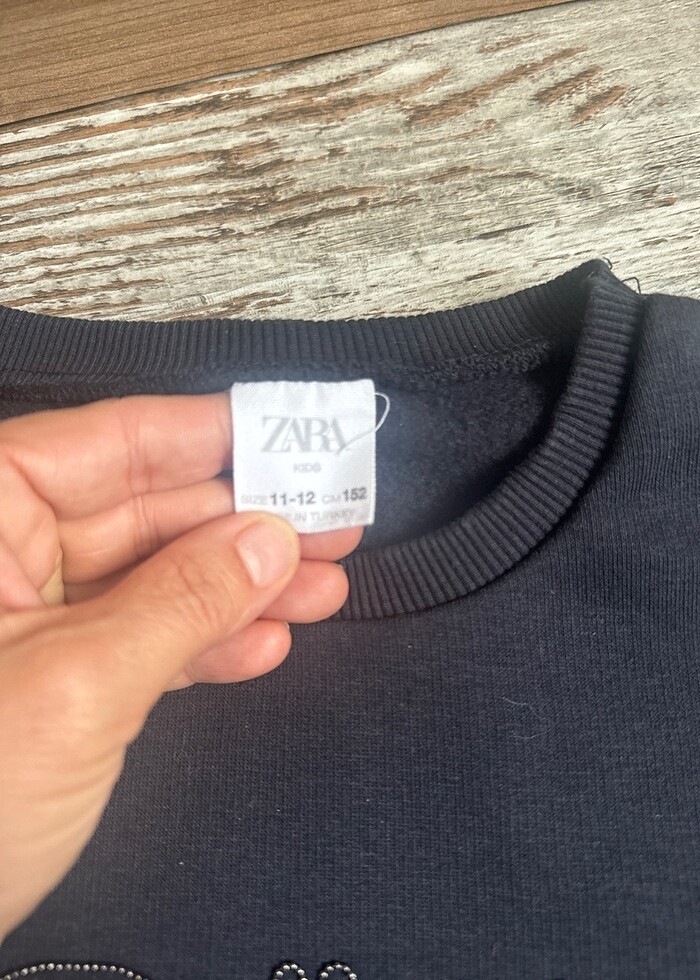 ZARA
KIDS
SIZE 11-12 CM 152
IN TURKEY